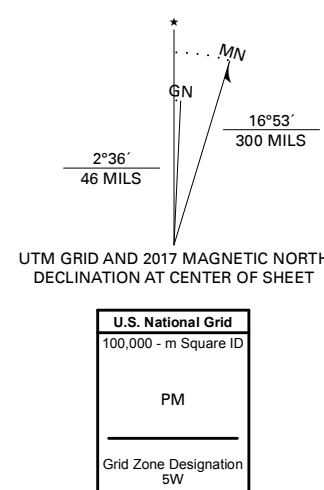 ★
MN
GN
16°53´
300 MILS
2°36´
46 MILS
UTM GRID AND 2017 MAGNETIC NORTH
DECLINATION AT CENTER OF SHEET
U.S. National Grid
100,000 - m Square ID
PM
Grid Zone Designation
5W